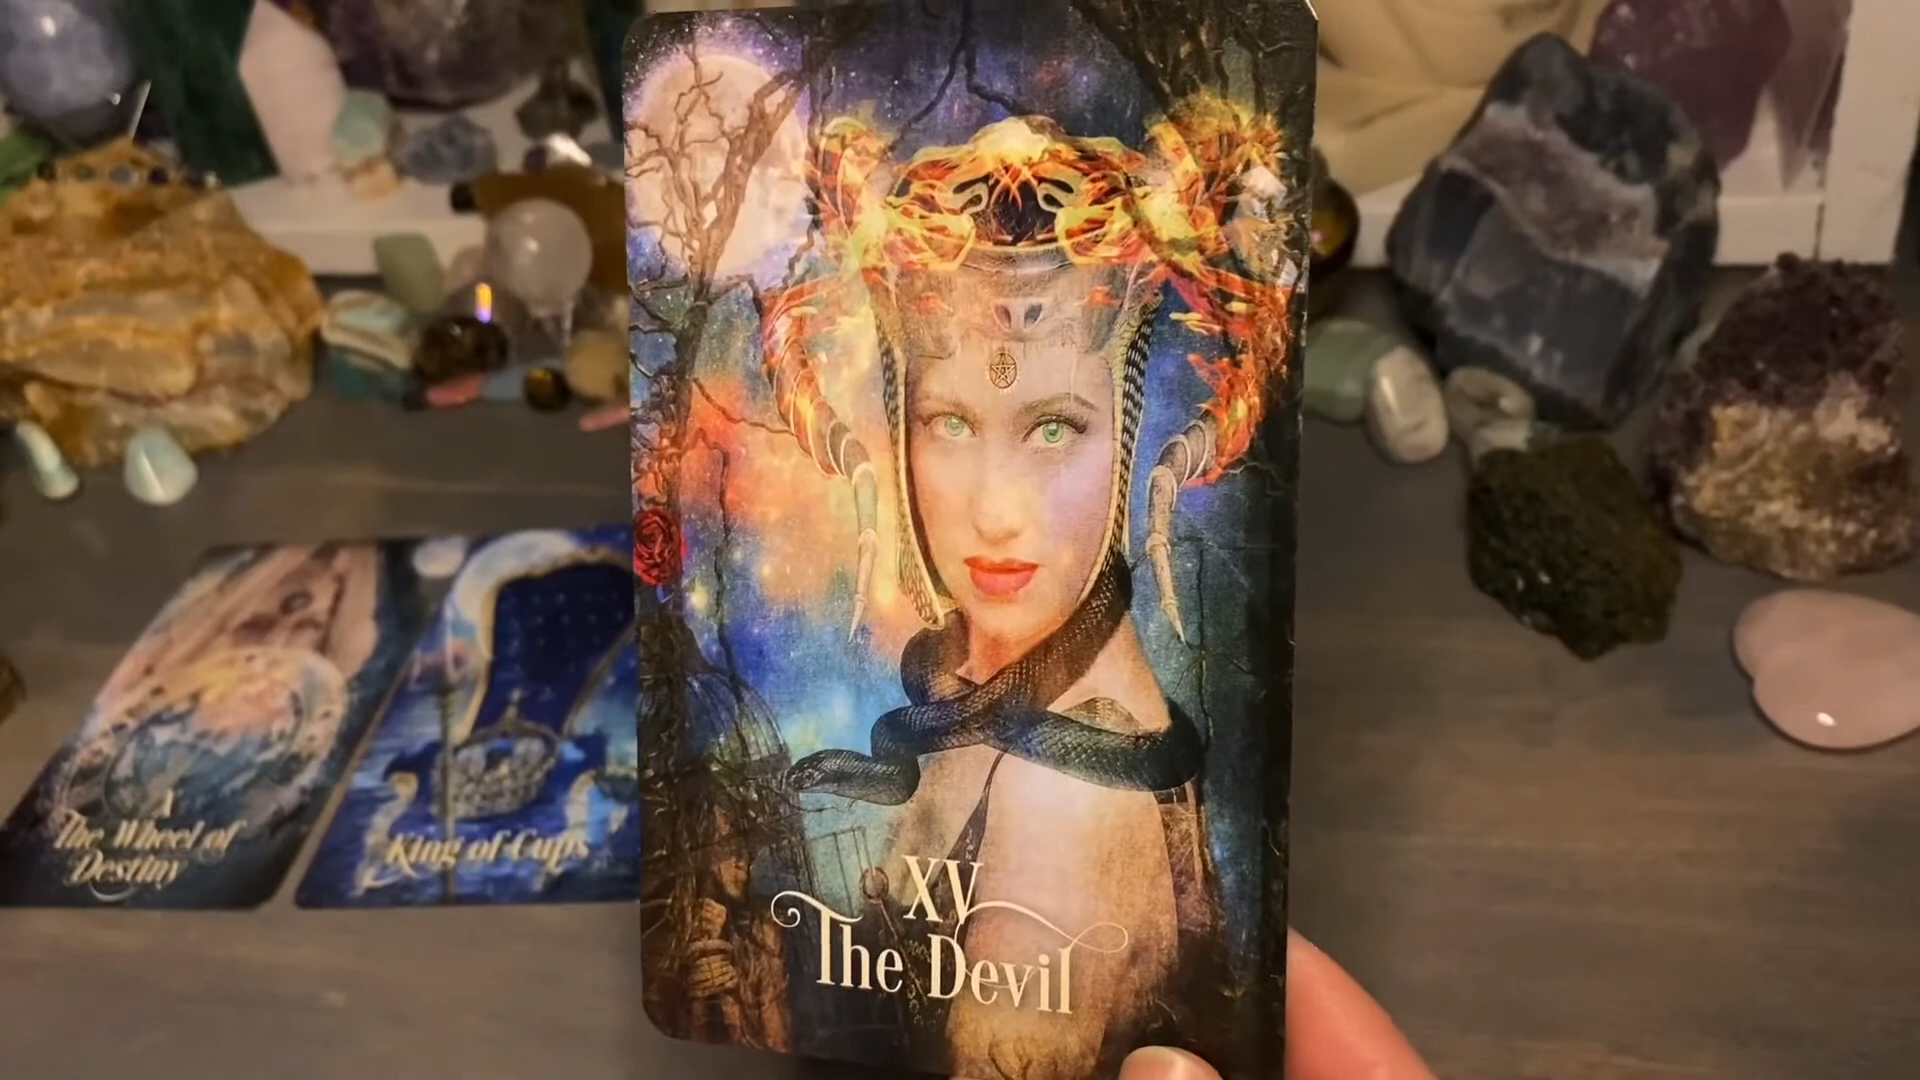 XV
The Devil
X
The Wheel of
Destiny
King of Cups